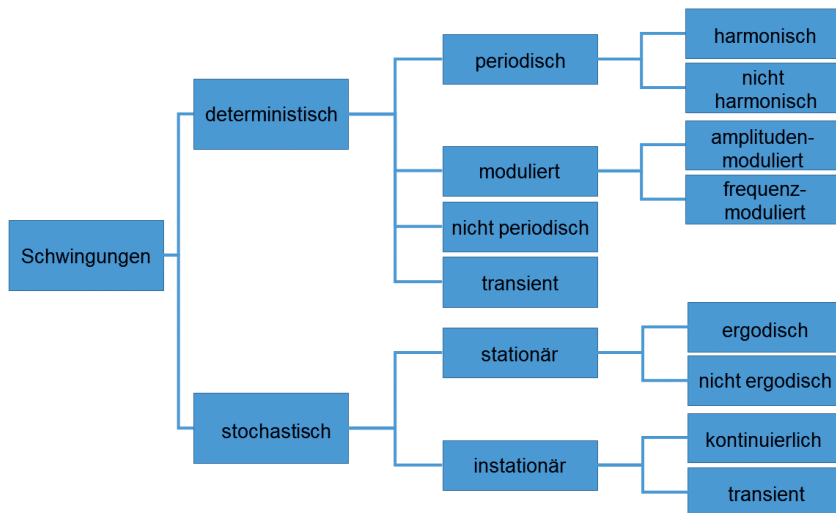 Schwingungen
deterministisch
periodisch
harmonisch
nicht
harmonisch
moduliert
amplituden-
moduliert
frequenz-
moduliert
nicht periodisch
transient
stochastisch
stationär
ergodisch
nicht ergodisch
instationär
kontinuierlich
transient